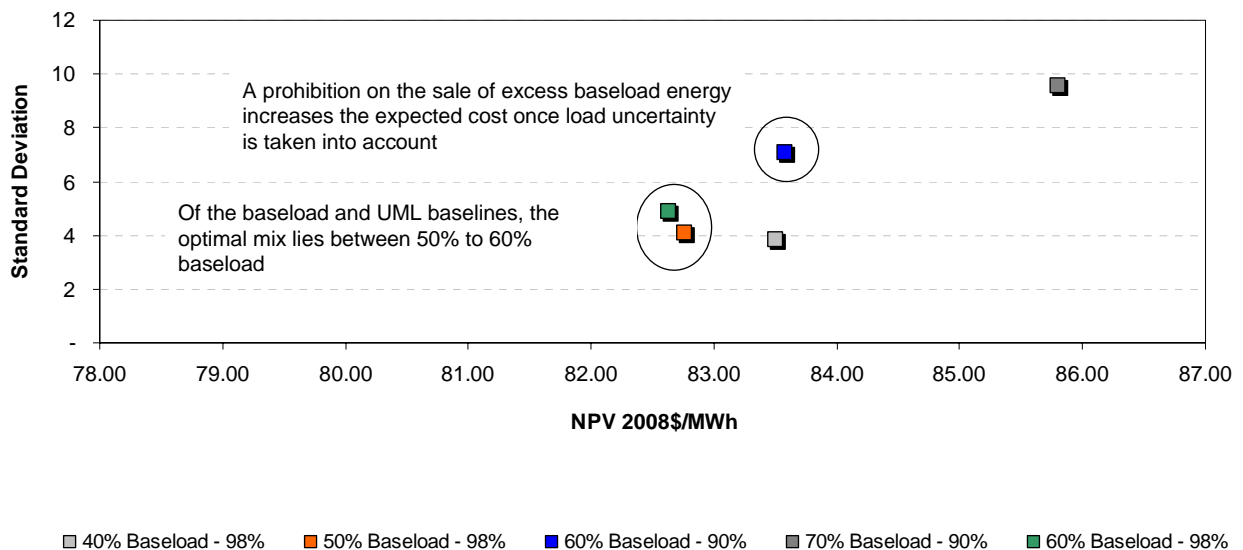 12
10
8
6
4
2
-
Standard Deviation
A prohibition on the sale of excess baseload energy
increases the expected cost once load uncertainty
is taken into account
Of the baseload and UML baselines, the
optimal mix lies between 50% to 60%
baseload
78.00 79.00 80.00 81.00 82.00 83.00 84.00 85.00 86.00 87.00
NPV 2008$/MWh
40% Baseload - 98% 50% Baseload - 98% 60% Baseload - 90% 70% Baseload - 90% 60% Baseload - 98%